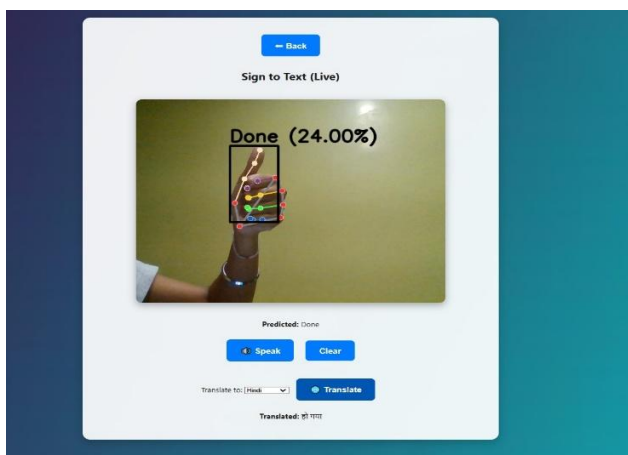 ← Back
Sign to Text (Live)
Done (24.00%)
Predicted: Done
🔊 Speak
Clear
Translate to: Hindi
🌐 Translate
Translated: हो गया